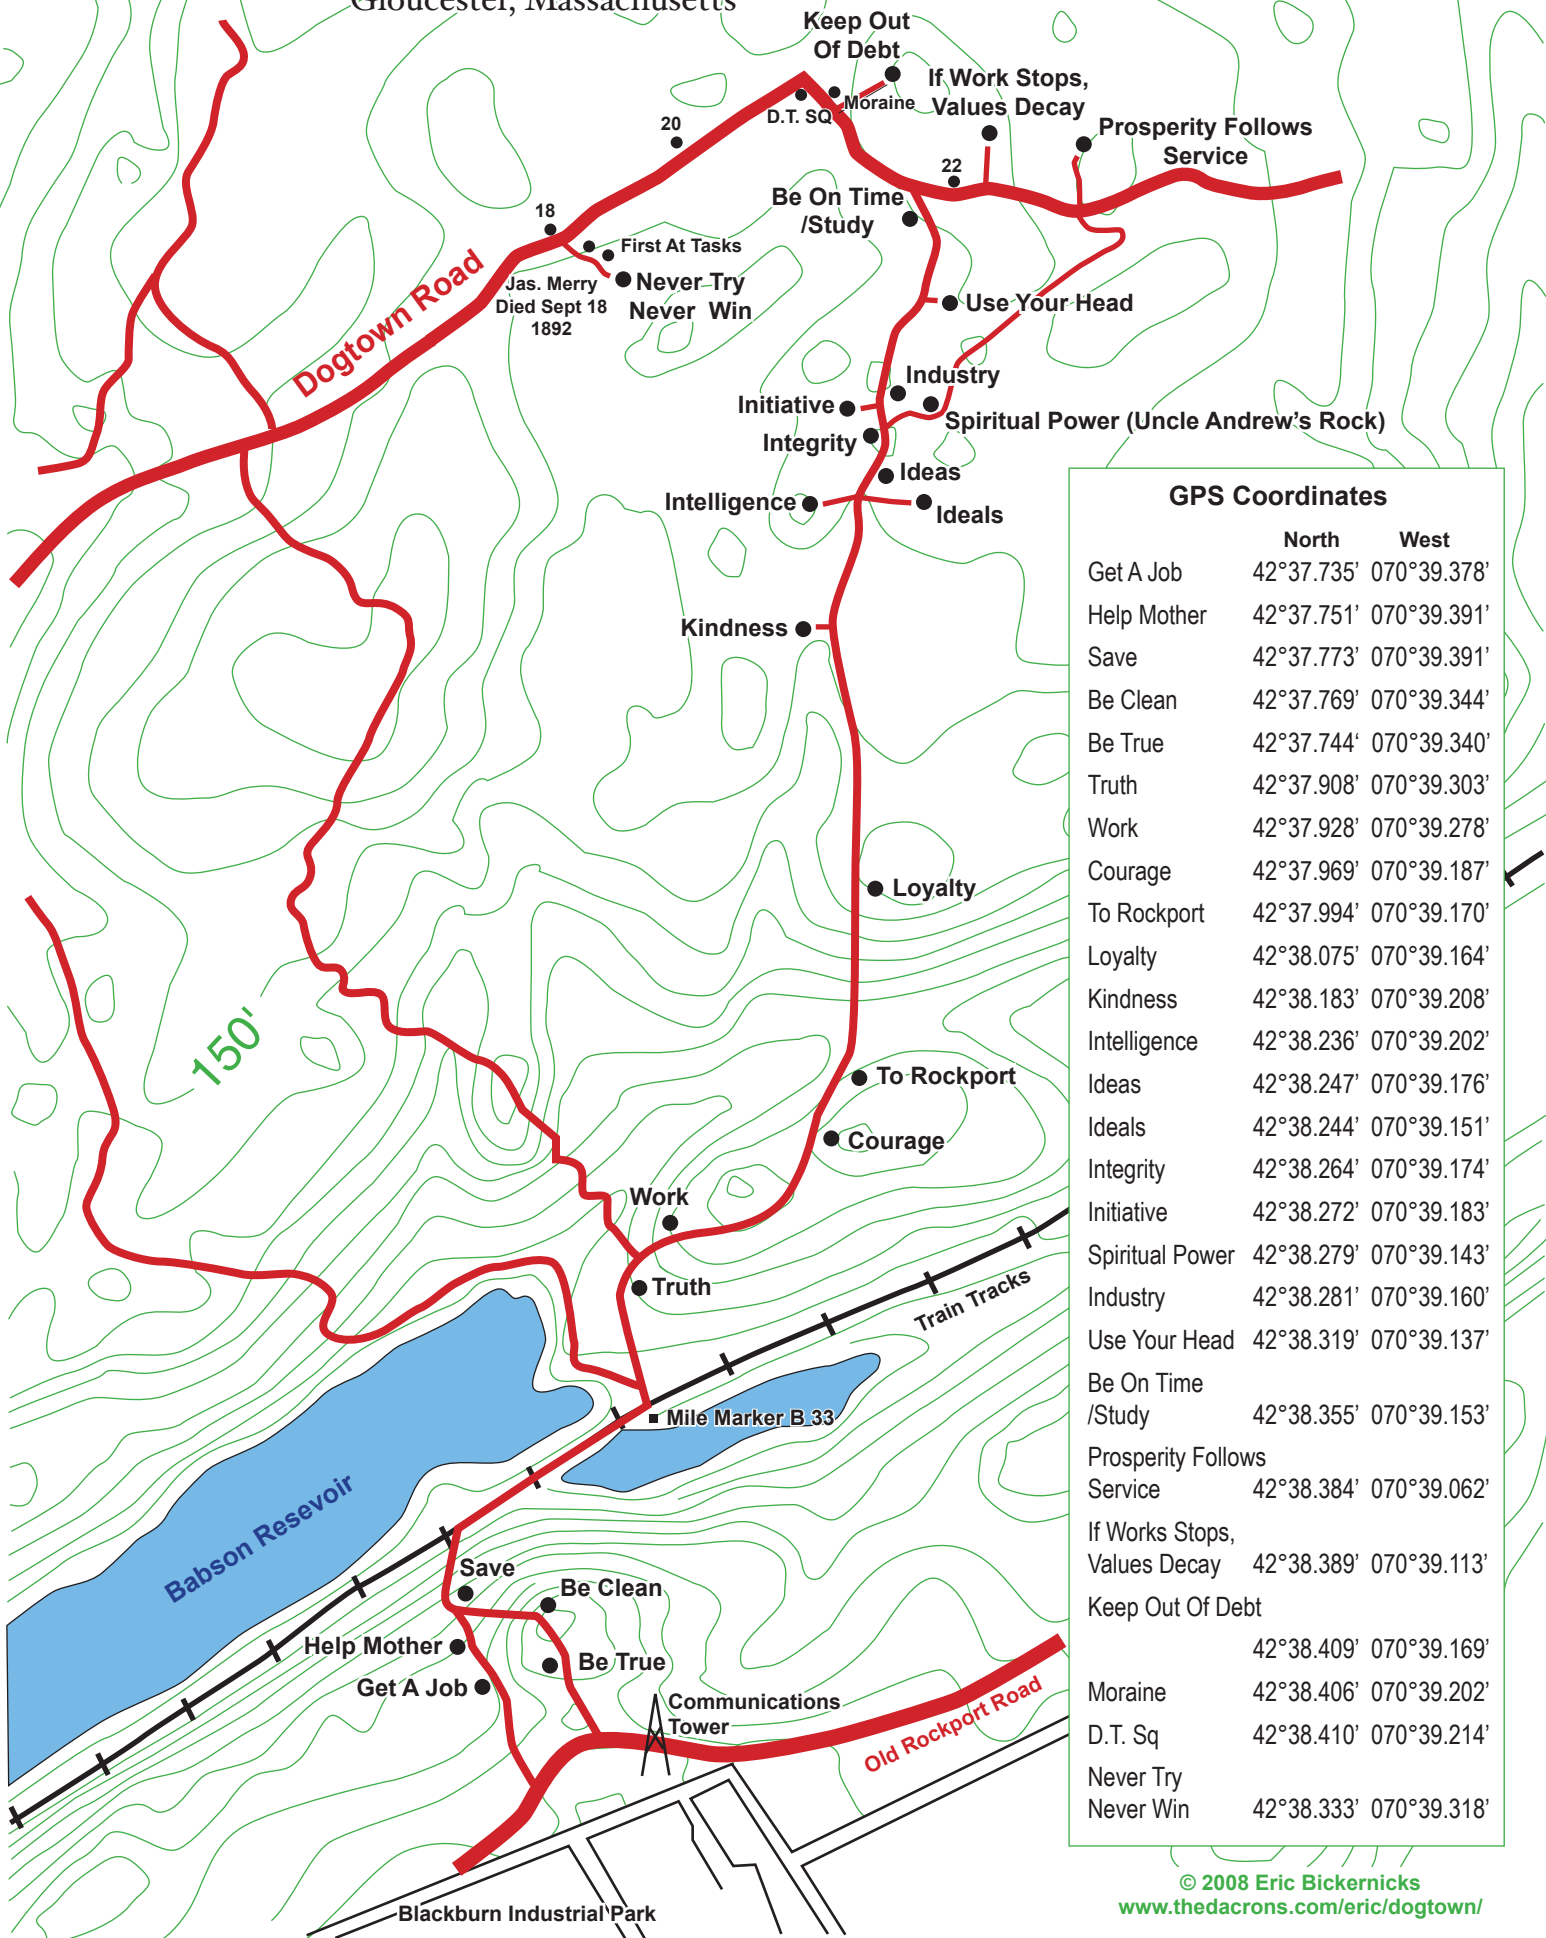 Gloucester, Massachusetts
Keep Out
Of Debt
If Work Stops,
Values Decay
Moraine
D.T. SQ
Prosperity Follows
Service
20
22
Be On Time
/Study
18
First At Tasks
Never Try
Never Win
Jas. Merry
Died Sept 18
1892
Dogtown Road
Use Your Head
Industry
Initiative
Spiritual Power (Uncle Andrew's Rock)
Integrity
Ideas
Intelligence
Ideals
Kindness
Loyalty
150'
To Rockport
Courage
Work
Truth
Train Tracks
Mile Marker B 33
Babson Resevoir
Save
Be Clean
Help Mother
Be True
Get A Job
Communications
Tower
Old Rockport Road
Blackburn Industrial Park
GPS Coordinates
North West
Get A Job 42°37.735’ 070°39.378’
Help Mother 42°37.751’ 070°39.391’
Save 42°37.773’ 070°39.391’
Be Clean 42°37.769’ 070°39.344’
Be True 42°37.744‘ 070°39.340’
Truth 42°37.908’ 070°39.303’
Work 42°37.928’ 070°39.278’
Courage 42°37.969’ 070°39.187’
To Rockport 42°37.994’ 070°39.170’
Loyalty 42°38.075’ 070°39.164’
Kindness 42°38.183’ 070°39.208’
Intelligence 42°38.236’ 070°39.202’
Ideas 42°38.247’ 070°39.176’
Ideals 42°38.244’ 070°39.151’
Integrity 42°38.264’ 070°39.174’
Initiative 42°38.272’ 070°39.183’
Spiritual Power 42°38.279’ 070°39.143’
Industry 42°38.281’ 070°39.160’
Use Your Head 42°38.319’ 070°39.137’
Be On Time
/Study 42°38.355’ 070°39.153’
Prosperity Follows
Service 42°38.384’ 070°39.062’
If Works Stops,
Values Decay 42°38.389’ 070°39.113’
Keep Out Of Debt
42°38.409’ 070°39.169’
Moraine 42°38.406’ 070°39.202’
D.T. Sq 42°38.410’ 070°39.214’
Never Try
Never Win 42°38.333’ 070°39.318’
© 2008 Eric Bickernicks
www.thedacrons.com/eric/dogtown/